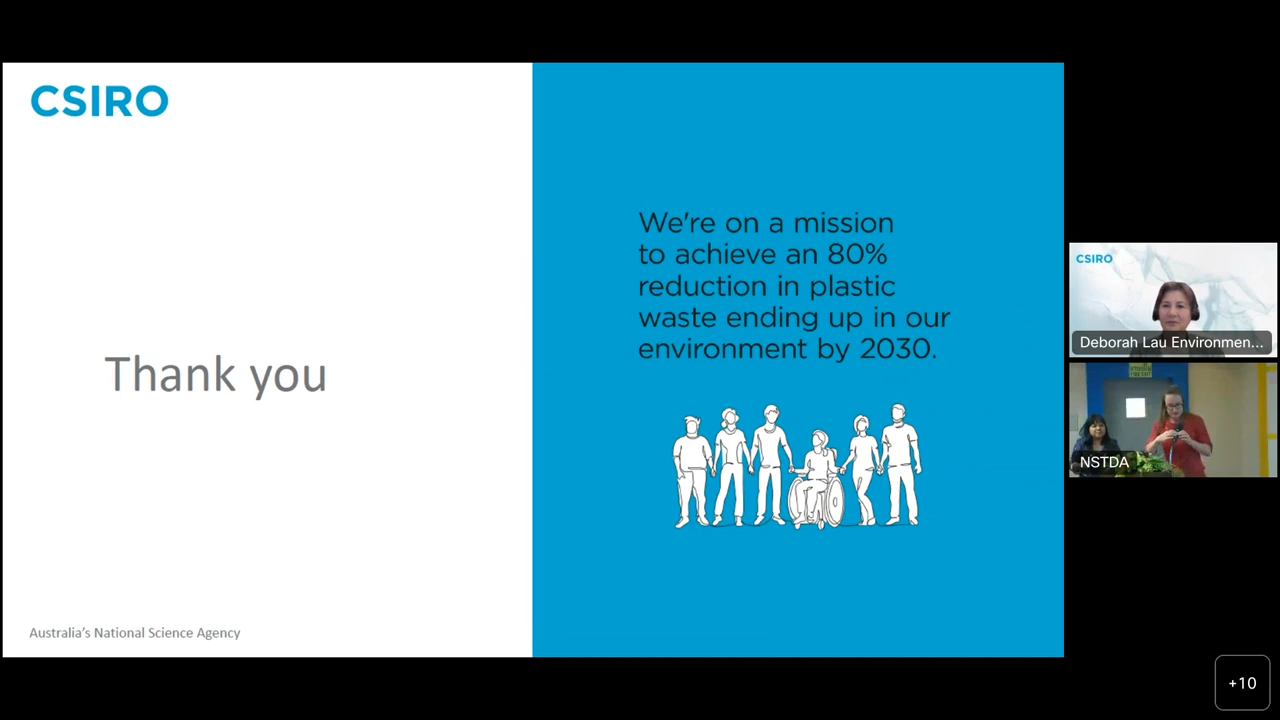 CSIRO
Thank you
Australia's National Science Agency
We're on a mission
to achieve an 80%
reduction in plastic
waste ending up in our
environment by 2030.
CSIRO
Deborah Lau Environmen...
NSTDA
+10